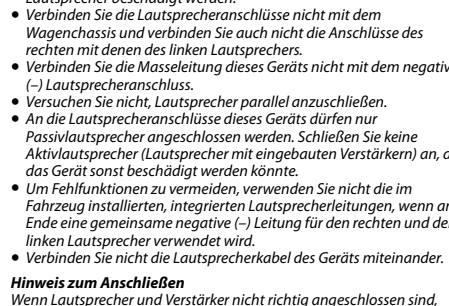 Lautsprecher beschädigt werden.
• Verbinden Sie die Lautsprecheranschlüsse nicht mit dem
Wagenchassis und verbinden Sie auch nicht die Anschlüsse des
rechten mit denen des linken Lautsprechers.
• Verbinden Sie die Masseleitung dieses Geräts nicht mit dem negativ
(–) Lautsprecheranschluss.
• Versuchen Sie nicht, Lautsprecher parallel anzuschließen.
• An die Lautsprecheranschlüsse dieses Geräts dürfen nur
Passivlautsprecher angeschlossen werden. Schließen Sie keine
Aktivlautsprecher (Lautsprecher mit eingebauten Verstärkern) an, d
das Gerät sonst beschädigt werden könnte.
• Um Fehlfunktionen zu vermeiden, verwenden Sie nicht die im
Fahrzeug installierten, integrierten Lautsprecherleitungen, wenn a
Ende eine gemeinsame negative (–) Leitung für den rechten und de
linken Lautsprecher verwendet wird.
• Verbinden Sie nicht die Lautsprecherkabel des Geräts miteinander.
Hinweis zum Anschließen
Wenn Lautsprecher und Verstärker nicht richtig angeschlossen sind,